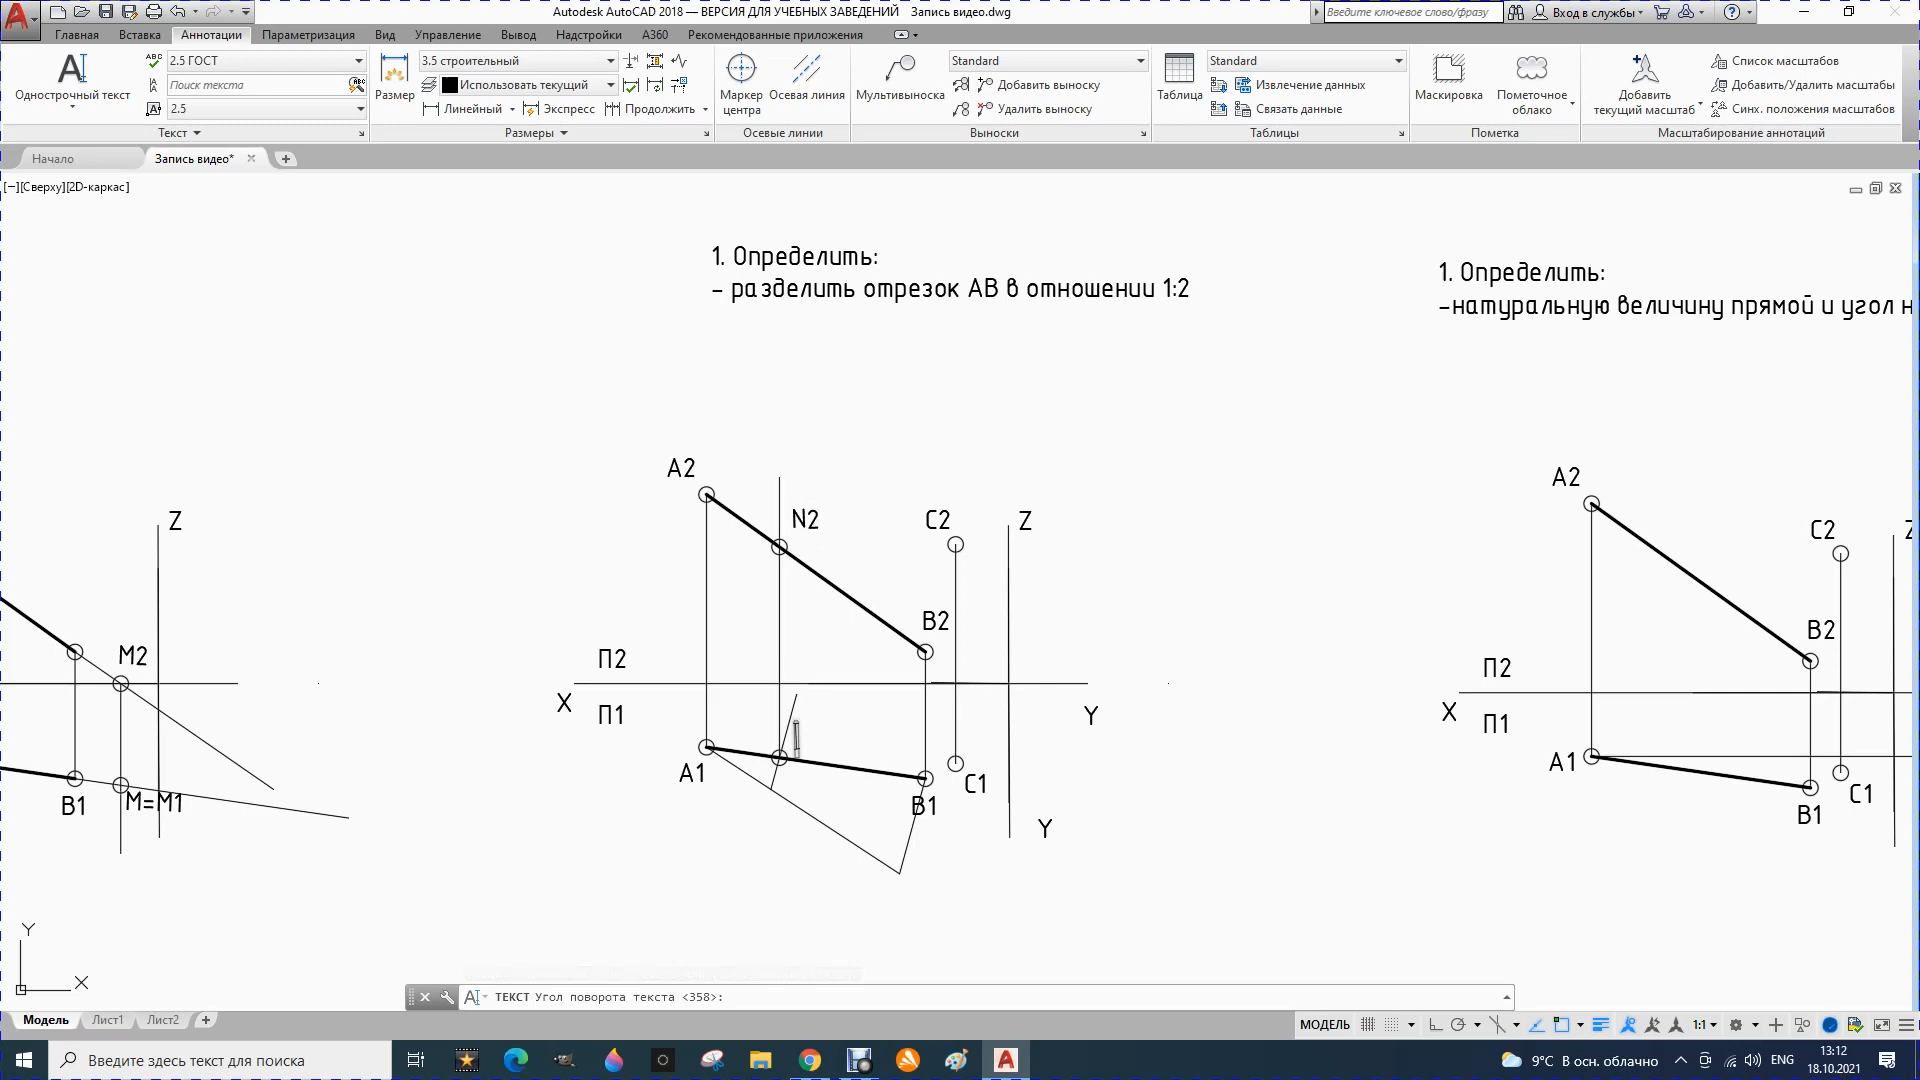 Autodesk AutoCAD 2018 — ВЕРСИЯ ДЛЯ УЧЕБНЫХ ЗАВЕДЕНИЙ Запись видео.dwg
Введите ключевое слово/фразу
Вход в службы
Главная Вставка Аннотации Параметризация Вид Управление Вывод Надстройки A360 Рекомендованные приложения
Однострочный текст
2.5 ГОСТ
Поиск текста
2.5
Текст
Размер
3.5 строительный
Использовать текущий
Линейный Экспресс Продолжить
Размеры
Маркер центра
Осевая линия
Осевые линии
Мультивыноска
Standard
Добавить выноску
Удалить выноску
Выноски
Таблица
Standard
Извлечение данных
Связать данные
Таблицы
Маскировка
Пометочное облако
Пометка
Добавить текущий масштаб
Список масштабов
Добавить/Удалить масштабы
Синх. положения масштабов
Масштабирование аннотаций
Начало
Запись видео*
[−][Сверху][2D-каркас]
1. Определить:
- разделить отрезок АВ в отношении 1:2
1. Определить:
-натуральную величину прямой и угол н
Z
M2
B1
M=M1
A2
N2
C2
Z
B2
П2
X
П1
Y
A1
C1
B1
Y
A2
C2
Z
B2
П2
X
П1
A1
C1
B1
Y
X
ТЕКСТ Угол поворота текста <358>:
Модель Лист1 Лист2
МОДЕЛЬ
1:1
Введите здесь текст для поиска
9°C В осн. облачно
ENG
13:12
18.10.2021